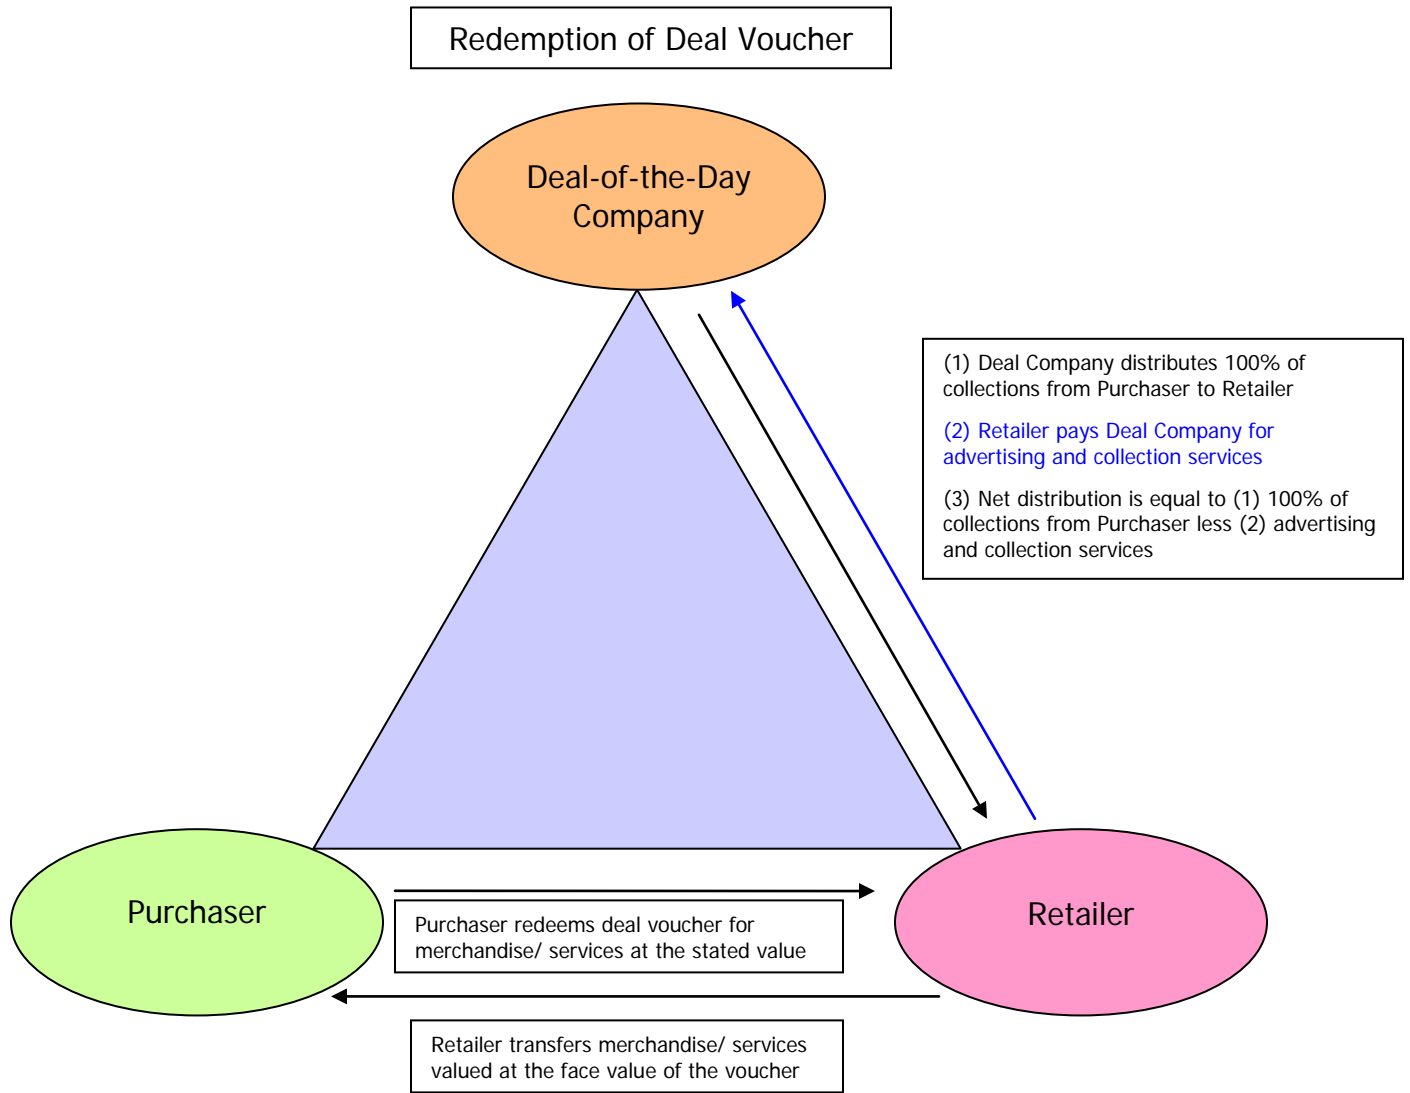 Redemption of Deal Voucher
Deal-of-the-Day
Company
(1) Deal Company distributes 100% of
collections from Purchaser to Retailer
(2) Retailer pays Deal Company for
advertising and collection services
(3) Net distribution is equal to (1) 100% of
collections from Purchaser less (2) advertising
and collection services
Purchaser
Retailer
Purchaser redeems deal voucher for
merchandise/ services at the stated value
Retailer transfers merchandise/ services
valued at the face value of the voucher